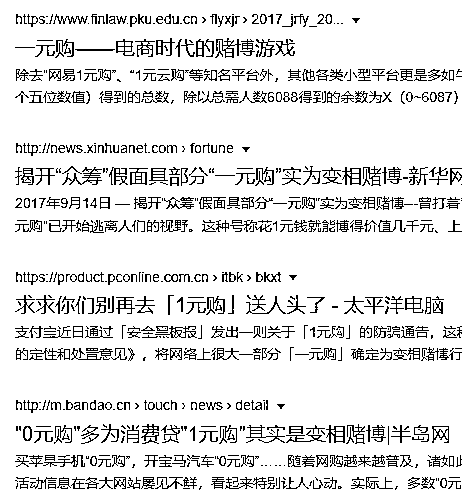 https://www.finlaw.pku.edu.cn › flyxjr › 2017_jrfy_20...
一元购——电商时代的赌博游戏
除去“网易1元购”、“1元云购”等知名平台外，其他各类小型平台更是多如
个五位数值）得到的总数，除以总需人数6088得到的余数为X（0~6087）
http://news.xinhuanet.com › fortune
揭开“众筹”假面具部分“一元购”实为变相赌博-新华网
2017年9月14日 — 揭开“众筹”假面具部分“一元购”实为变相赌博—-曾打着
元购”已开始逃离人们的视野。这种号称花1元钱就能博得价值几千元、上
https://product.pconline.com.cn › itbk › bkxt
求求你们别再去「1元购」送人头了 - 太平洋电脑
支付宝近日通过「安全黑板报」发出一则关于「1元购」的防骗通告，这
的定性和处置意见》，将网络上很大一部分「一元购」确定为变相赌博行
http://m.bandao.cn › touch › news › detail
"0元购"多为消费贷"1元购"其实是变相赌博|半岛网
买苹果手机“0元购”，开宝马汽车“0元购”……随着网购越来越普及，诸如
活动信息在各大网站屡见不鲜，看起来特别让人心动。实际上，多数“0元